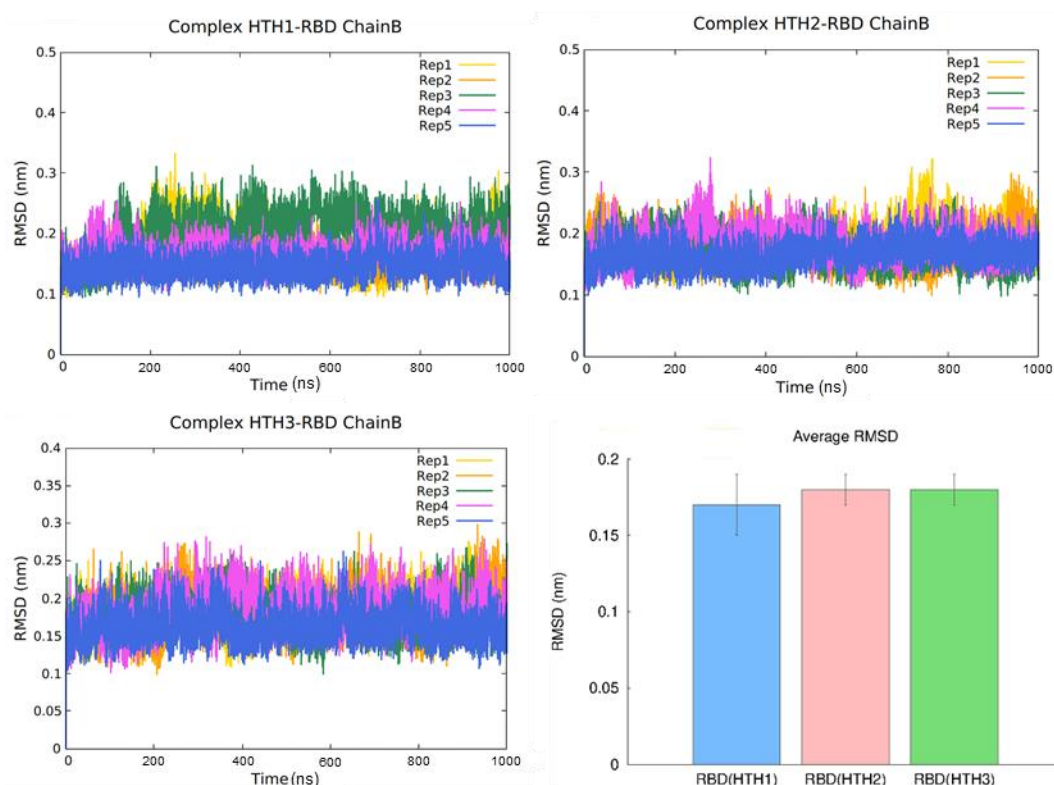 Complex HTH1-RBD ChainB
0.5
0.4
0.3
0.2
0.1
0
RMSD (nm)
Rep1
Rep2
Rep3
Rep4
Rep5
0 200 400 600 800 1000
Time (ns)
Complex HTH2-RBD ChainB
0.5
0.4
0.3
0.2
0.1
0
RMSD (nm)
Rep1
Rep2
Rep3
Rep4
Rep5
0 200 400 600 800 1000
Time (ns)
Complex HTH3-RBD ChainB
0.4
0.35
0.3
0.25
0.2
0.15
0.1
0.05
0
RMSD (nm)
Rep1
Rep2
Rep3
Rep4
Rep5
0 200 400 600 800 1000
Time(ns)
Average RMSD
0.2
0.15
0.1
0.05
0
RMSD (nm)
RBD(HTH1) RBD(HTH2) RBD(HTH3)